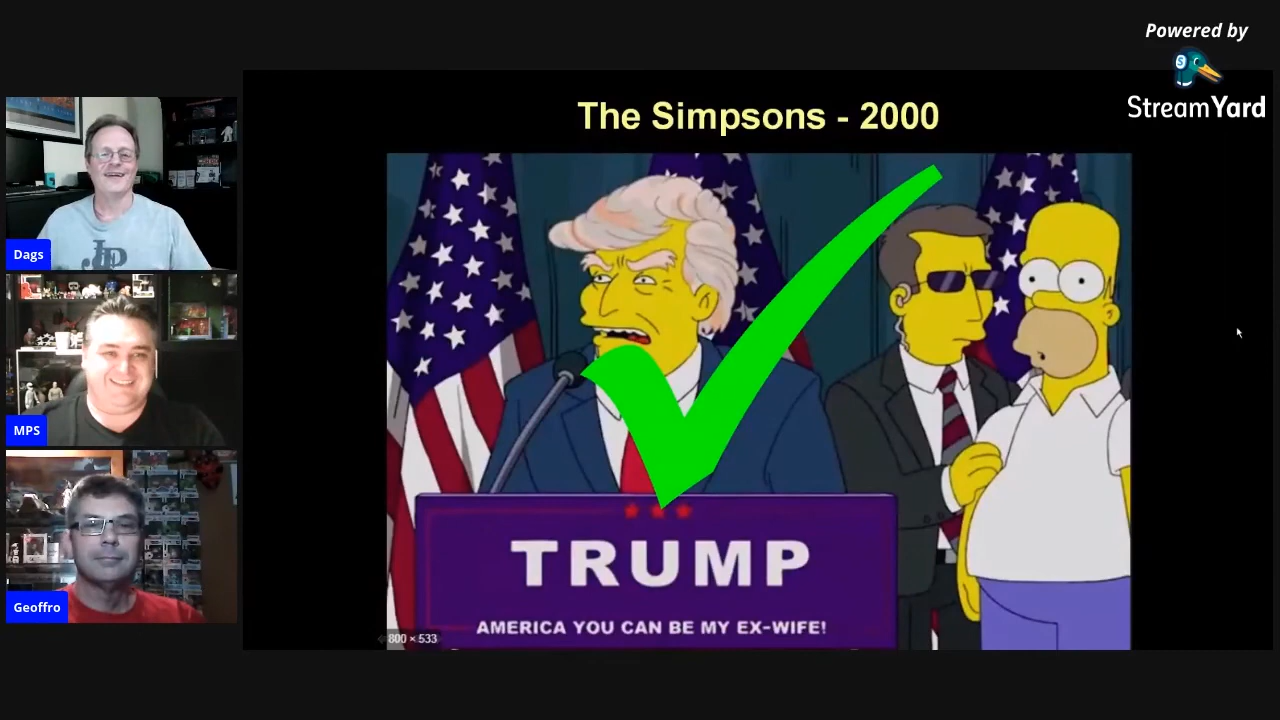 Powered by
StreamYard
The Simpsons - 2000
Dags
MPS
Geoffro
TRUMP
AMERICA YOU CAN BE MY EX-WIFE!
800 × 533